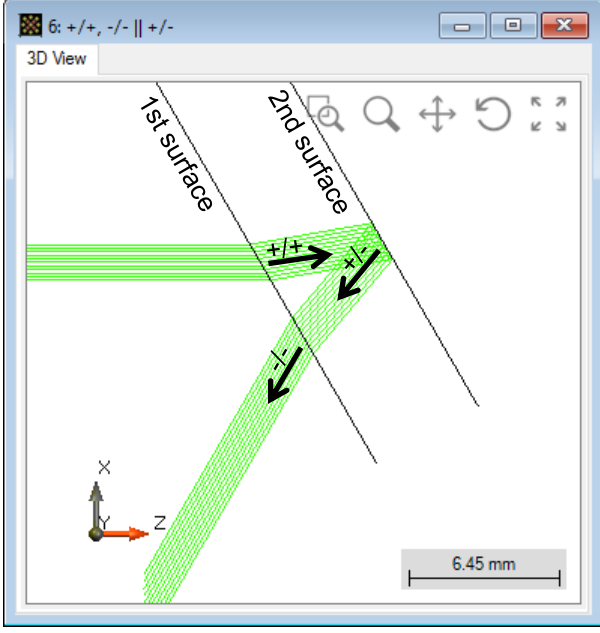 6: +/+, -/- || +/-
3D View
1st surface
2nd surface
+/+
+/-
-/-
X
Y
Z
6.45 mm